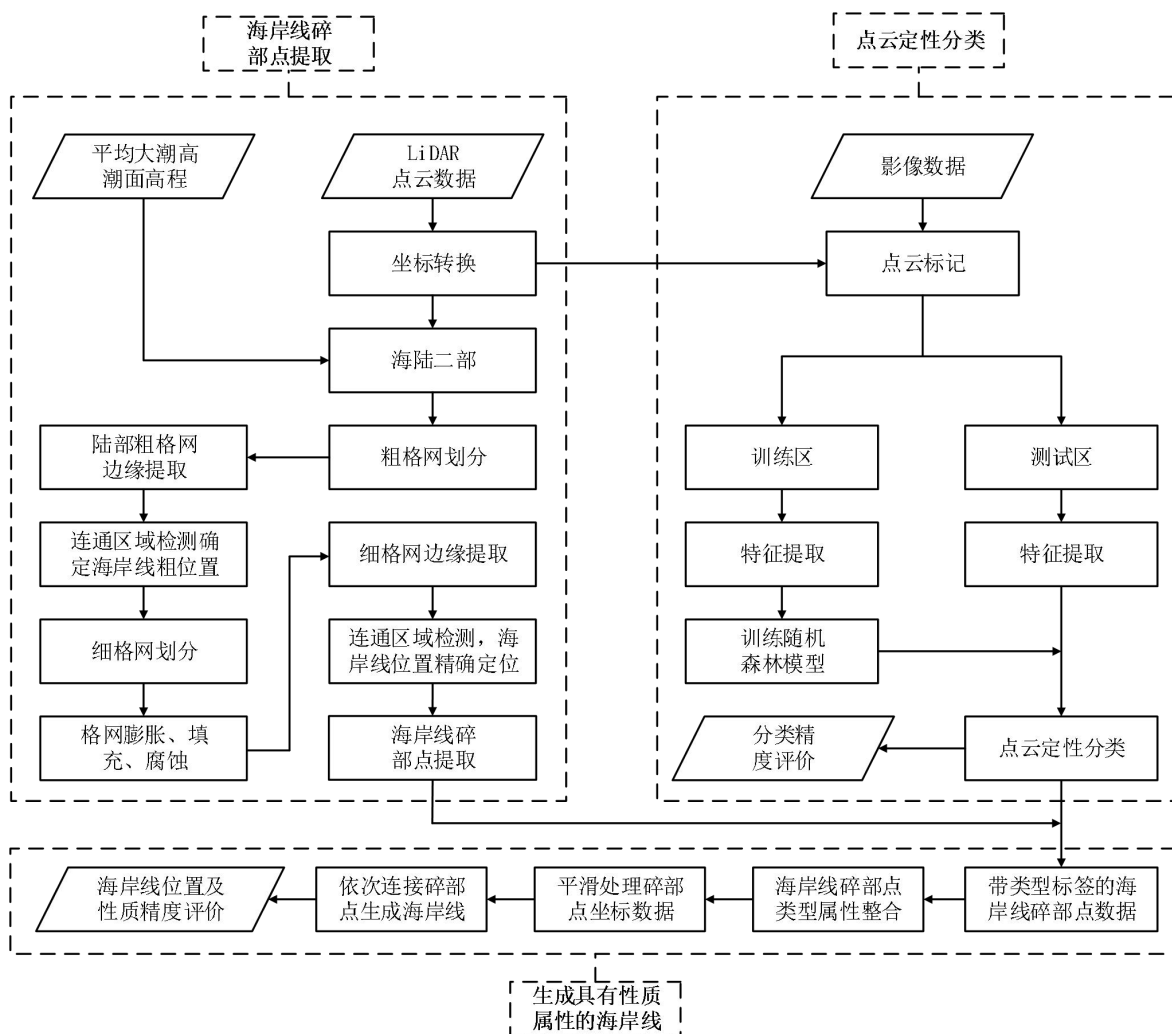 海岸线碎
部点提取
点云定性分类
平均大潮高
潮面高程
LiDAR
点云数据
影像数据
坐标转换
点云标记
海陆二部
陆部粗格网
边缘提取
粗格网划分
训练区
测试区
连通区域检测确
定海岸线粗位置
细格网边缘提取
特征提取
特征提取
细格网划分
连通区域检测，海
岸线位置精确定位
训练随机
森林模型
格网膨胀、填
充、腐蚀
海岸线碎
部点提取
分类精
度评价
点云定性分类
海岸线位置及
性质精度评价
依次连接碎部
点生成海岸线
平滑处理碎部
点坐标数据
海岸线碎部点
类型属性整合
带类型标签的海
岸线碎部点数据
生成具有性质
属性的海岸线